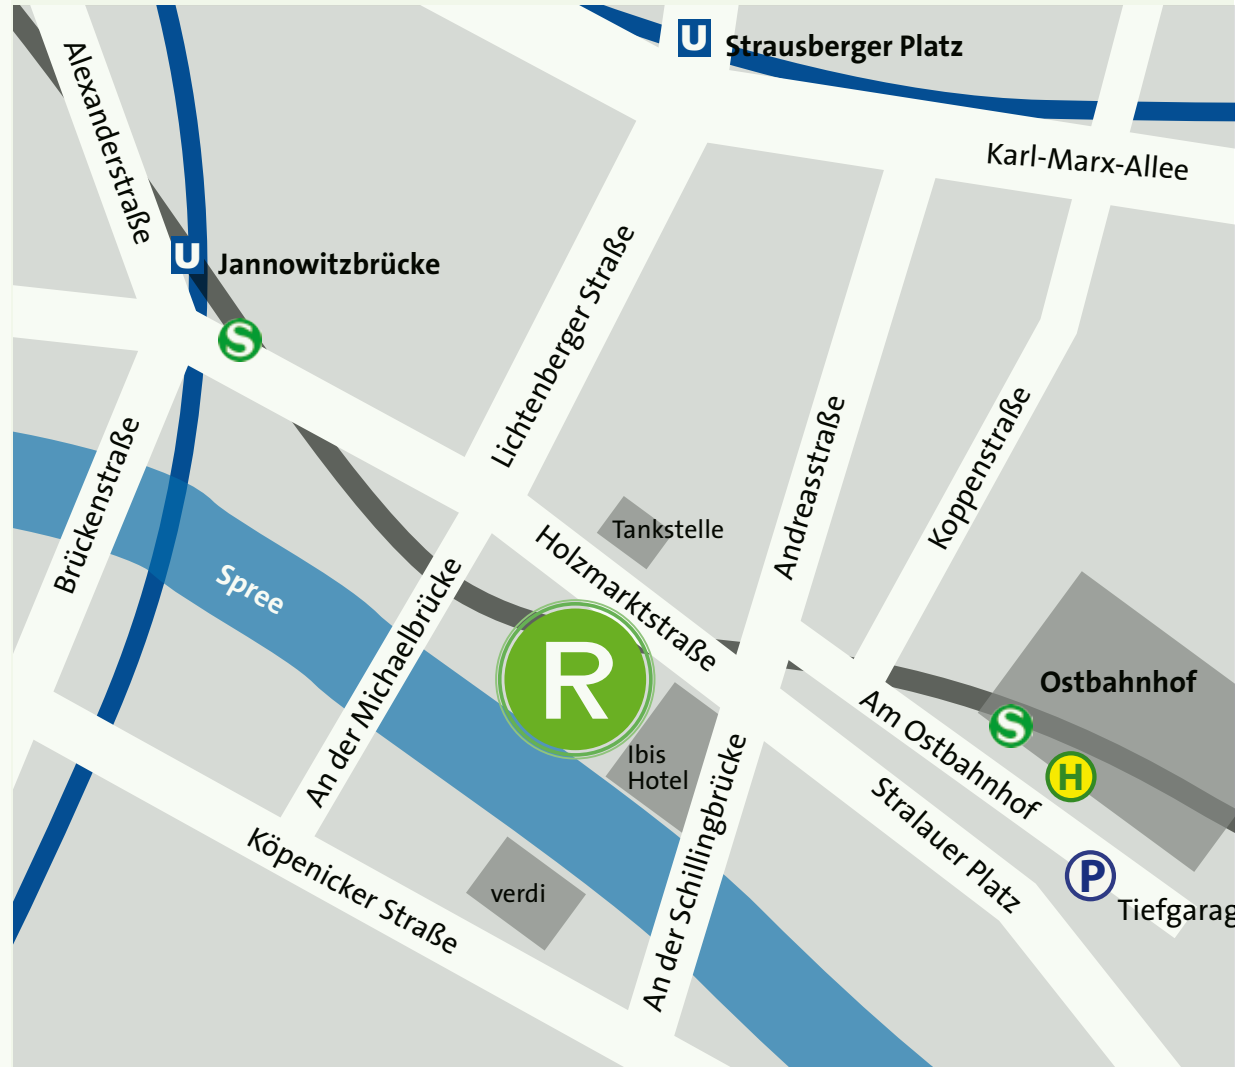 U
Strausberger Platz
Karl-Marx-Allee
Alexanderstraße
U
Jannowitzbrücke
S
Lichtenberger Straße
Andreasstraße
Koppenstraße
Brückenstraße
Spree
Tankstelle
Holzmarktstraße
An der Michaelbrücke
R
Ostbahnhof
S
H
Am Ostbahnhof
Ibis
Hotel
An der Schillingbrücke
Stralauer Platz
Köpenicker Straße
verdi
P
Tiefgarag